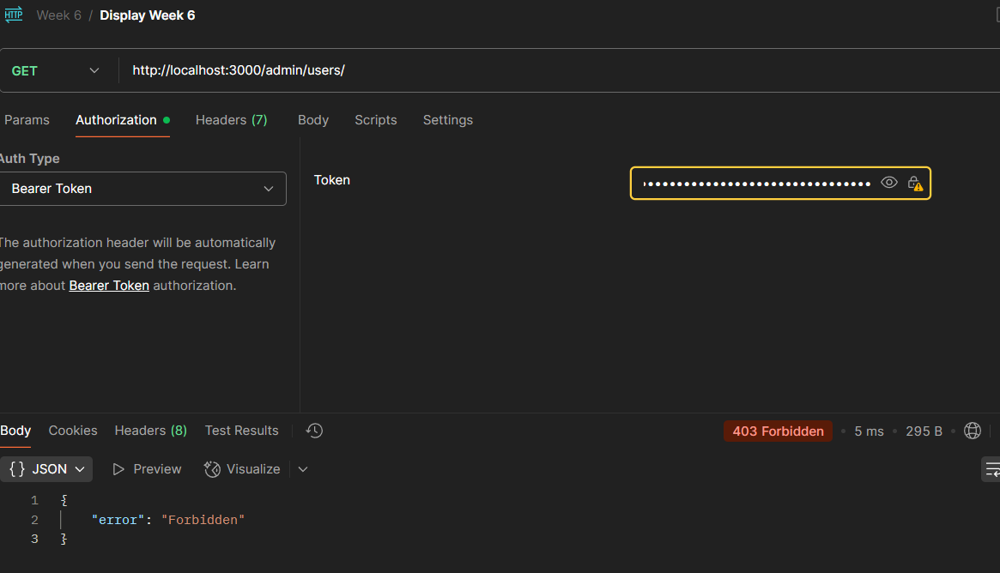 HTTP Week 6 / Display Week 6
GET http://localhost:3000/admin/users/
Params Authorization Headers (7) Body Scripts Settings
Auth Type
Bearer Token
Token
The authorization header will be automatically
generated when you send the request. Learn
more about Bearer Token authorization.
Body Cookies Headers (8) Test Results 403 Forbidden 5 ms 295 B
{} JSON Preview Visualize
1 {
2 "error": "Forbidden"
3 }